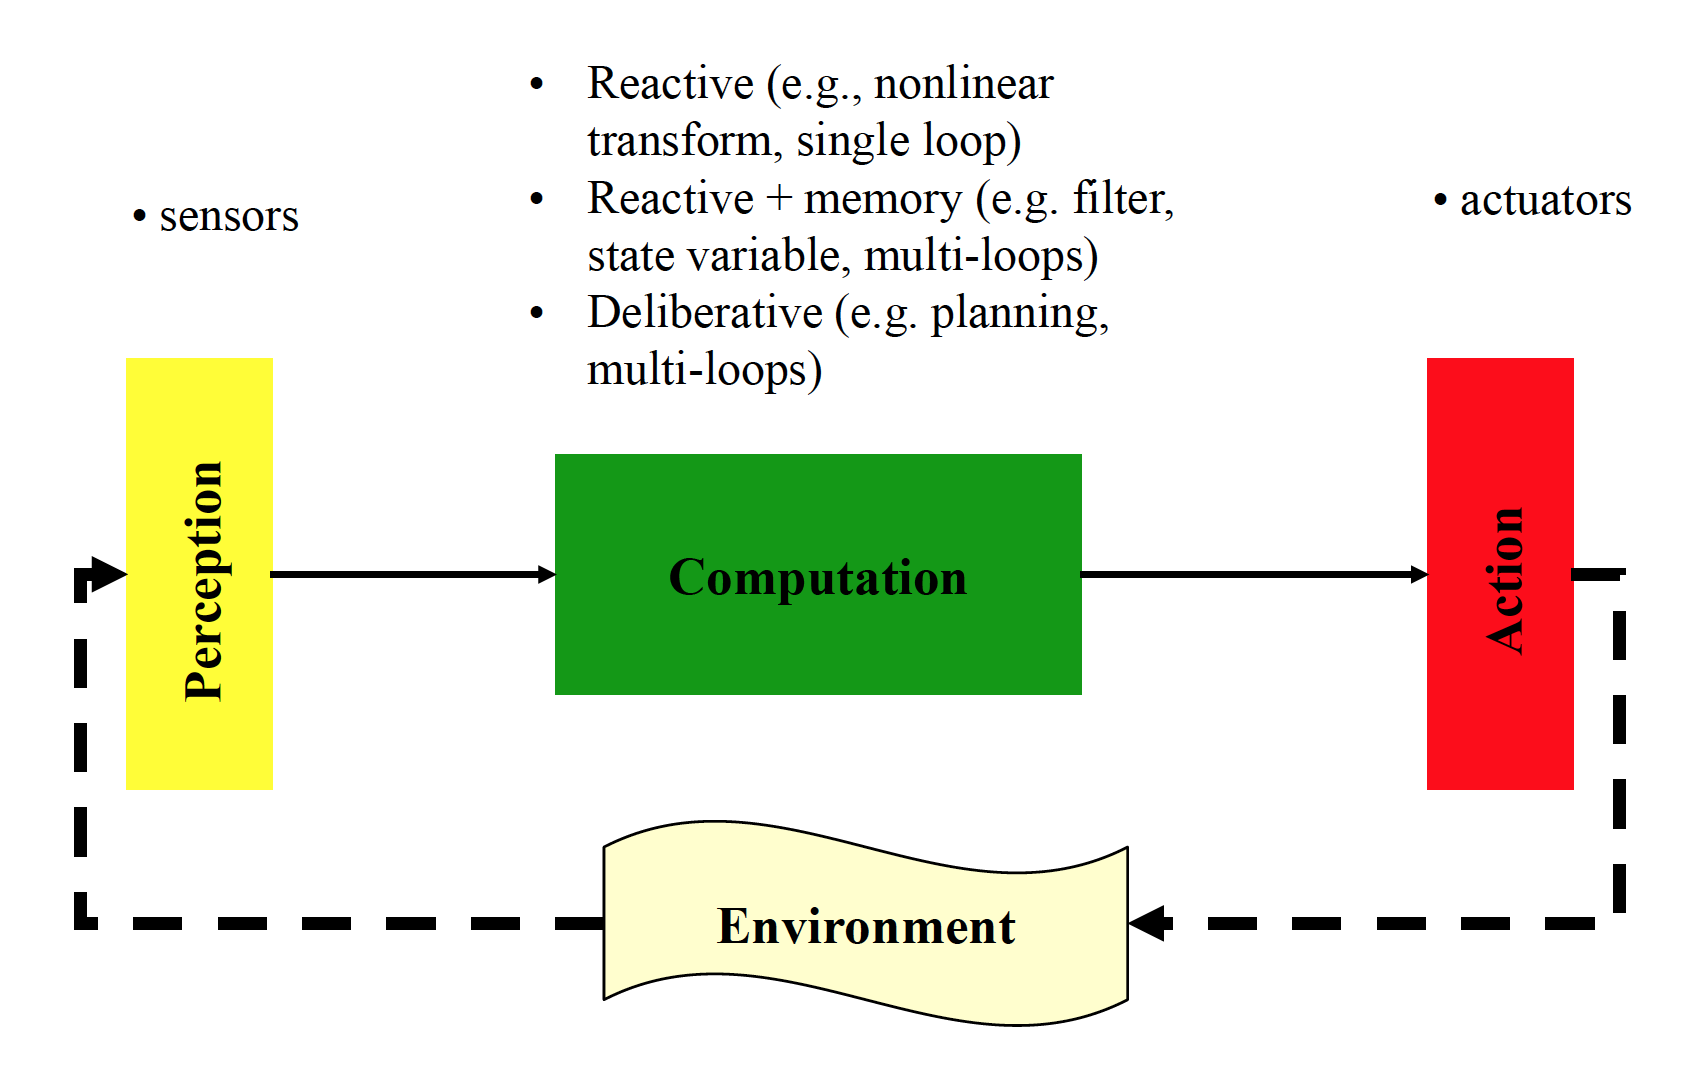 • Reactive (e.g., nonlinear
transform, single loop)
• Reactive + memory (e.g. filter,
state variable, multi-loops)
• Deliberative (e.g. planning,
multi-loops)
• sensors
• actuators
Perception
Computation
Action
Environment